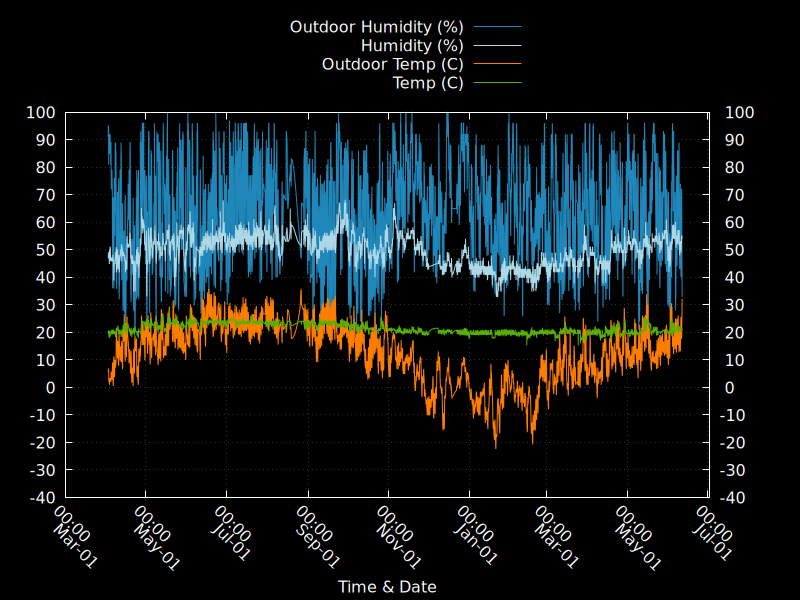 Outdoor Humidity (%)
Humidity (%)
Outdoor Temp (C)
Temp (C)
100 100
90 90
80 80
70 70
60 60
50 50
40 40
30 30
20 20
10 10
0 0
-10 -10
-20 -20
-30 -30
-40 -40
00:00 00:00 00:00 00:00 00:00 00:00 00:00 00:00 00:00
Mar-01 May-01 Jul-01 Sep-01 Nov-01 Jan-01 Mar-01 May-01 Jul-01
Time & Date